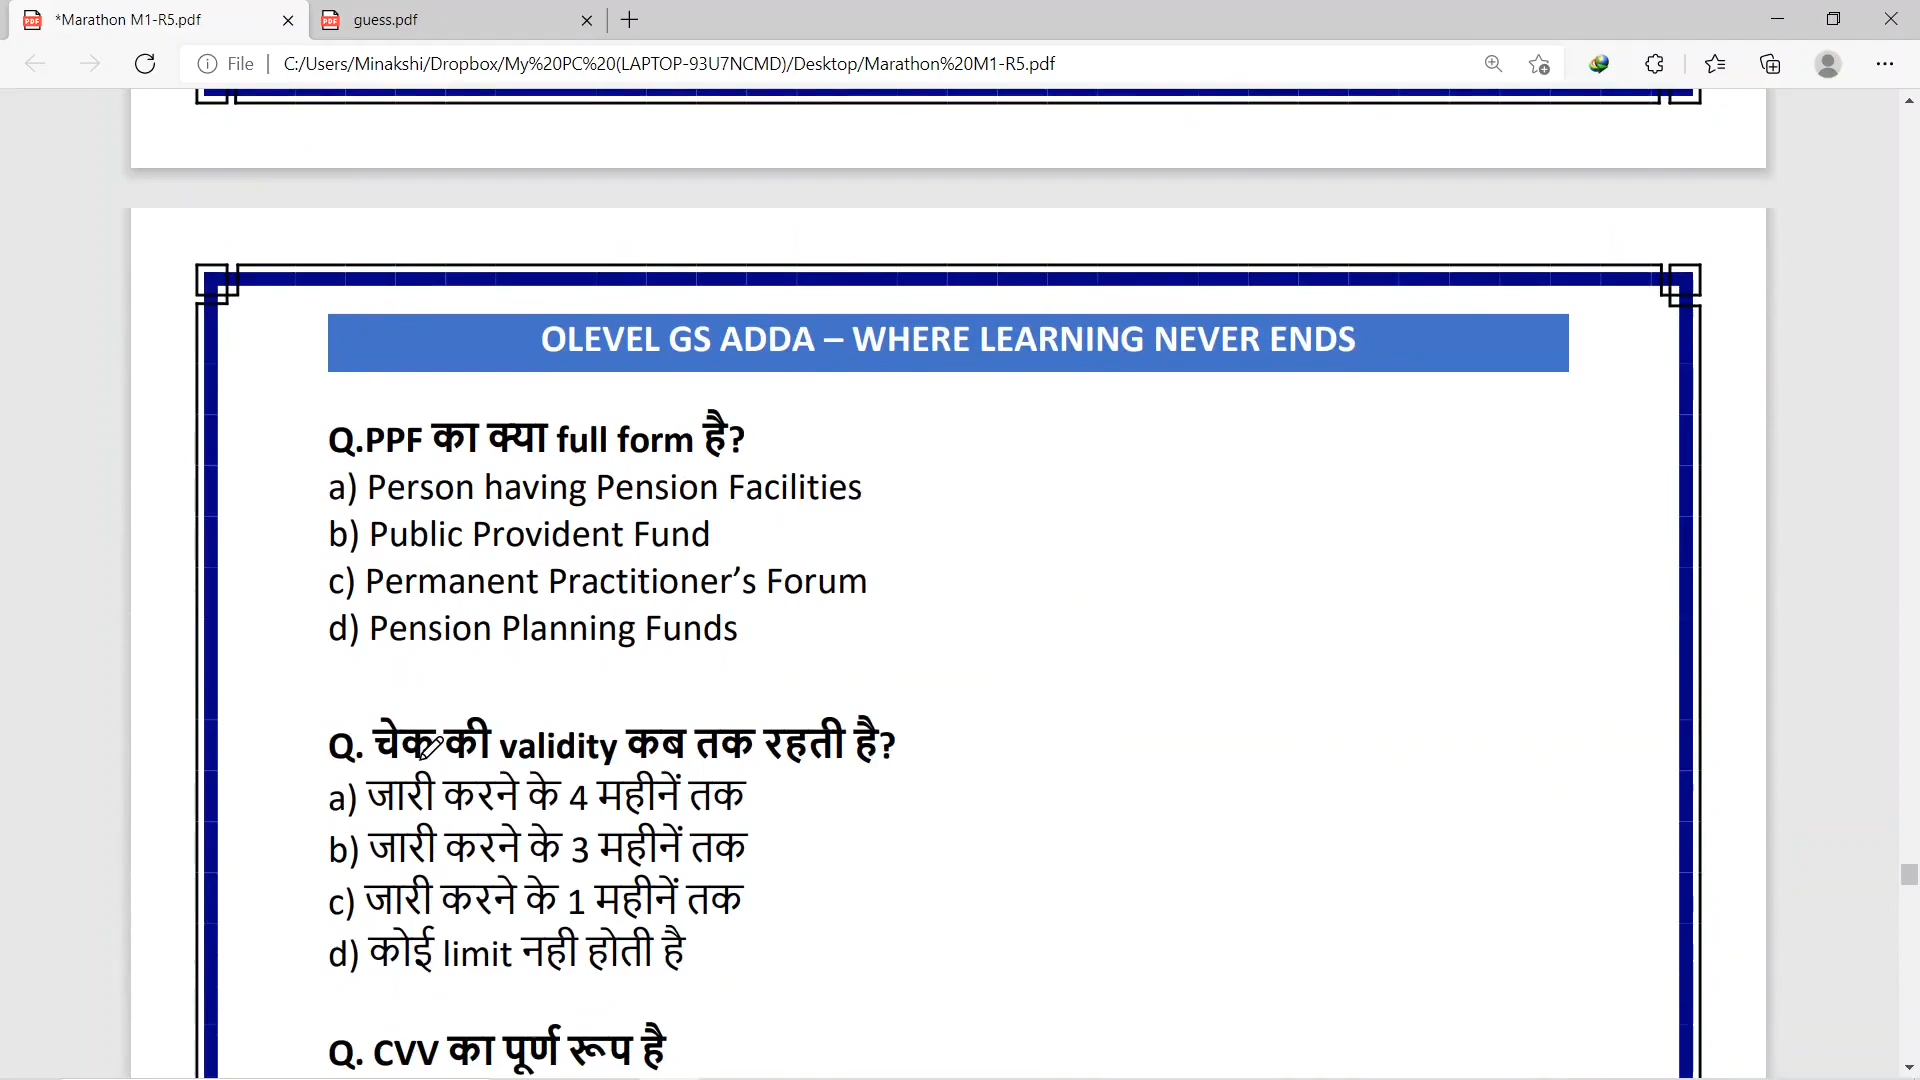 *Marathon M1-R5.pdf
guess.pdf
File
C:/Users/Minakshi/Dropbox/My%20PC%20(LAPTOP-93U7NCMD)/Desktop/Marathon%20M1-R5.pdf
OLEVEL GS ADDA – WHERE LEARNING NEVER ENDS
Q.PPF का क्या full form है?
a) Person having Pension Facilities
b) Public Provident Fund
c) Permanent Practitioner’s Forum
d) Pension Planning Funds
Q. चेक की validity कब तक रहती है?
a) जारी करने के 4 महीनें तक
b) जारी करने के 3 महीनें तक
c) जारी करने के 1 महीनें तक
d) कोई limit नही होती है
Q. CVV का पूर्ण रूप है